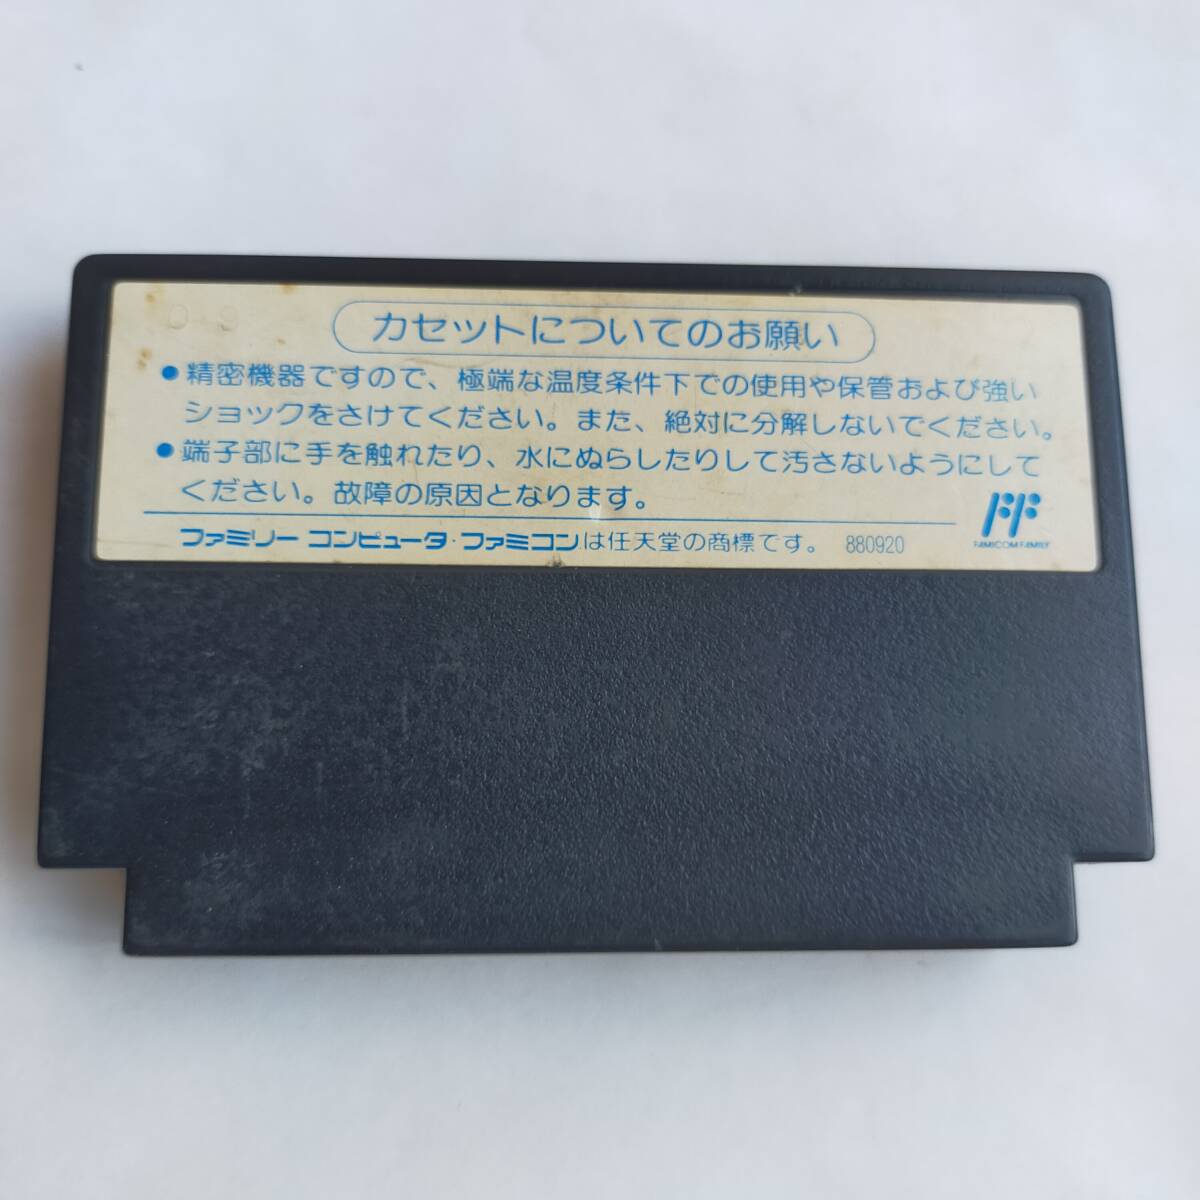 09
カセットについてのお願い
●精密機器ですので、極端な温度条件下での使用や保管および強い
ショックをさけてください。また、絶対に分解しないでください。
●端子部に手を触れたり、水にぬらしたりして汚さないようにして
ください。故障の原因となります。
ファミリー コンピュータ・ファミコンは任天堂の商標です。 880920
FF
FAMICOM FAMILY